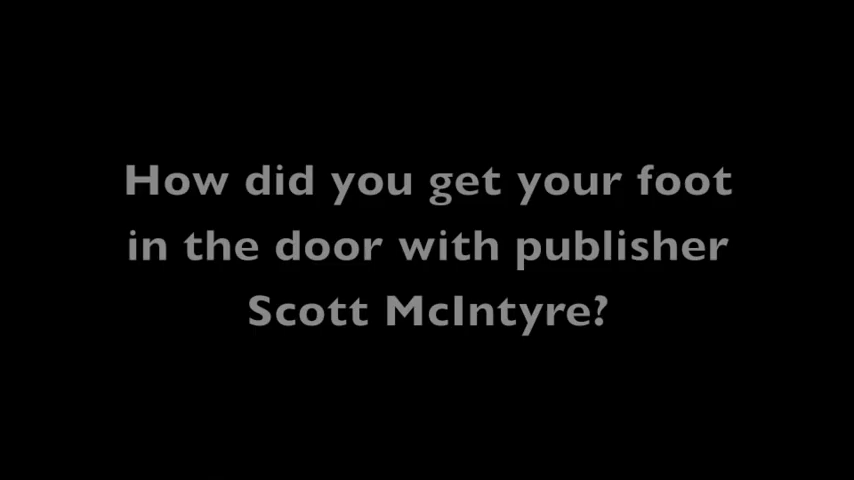 How did you get your foot
in the door with publisher
Scott McIntyre?